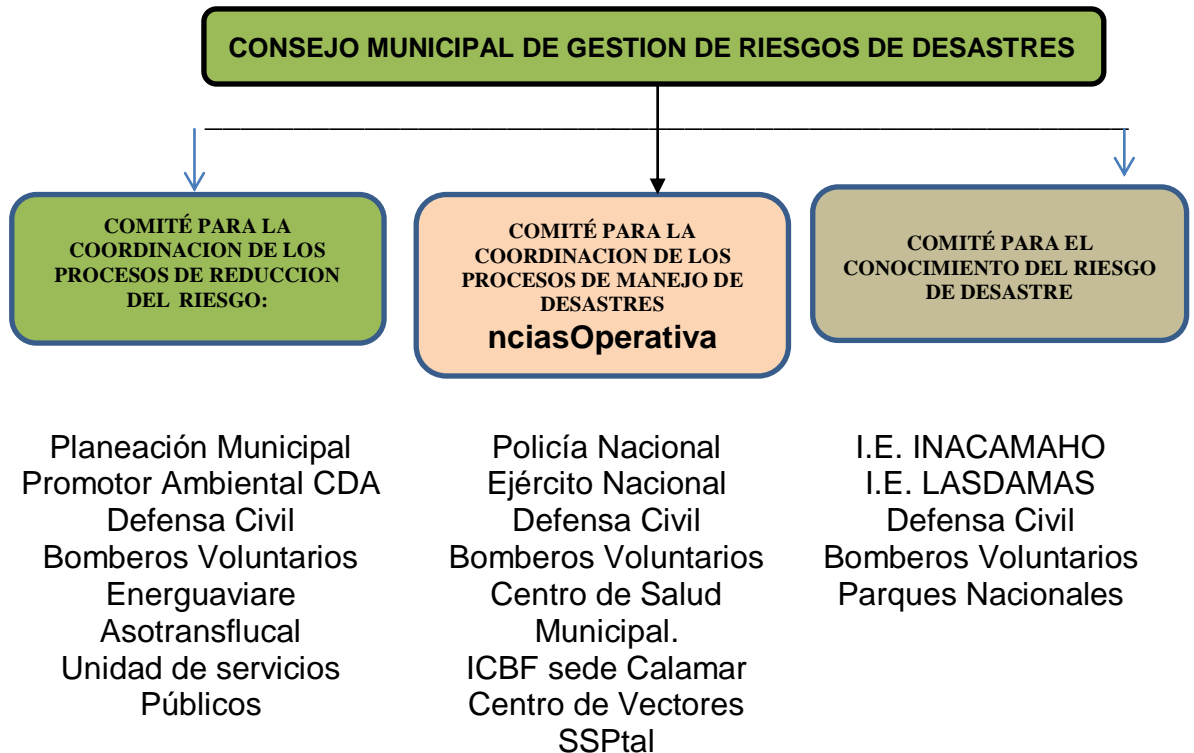 CONSEJO MUNICIPAL DE GESTION DE RIESGOS DE DESASTRES
COMITÉ PARA LA
COORDINACION DE LOS
PROCESOS DE REDUCCION
DEL RIESGO:
COMITÉ PARA LA
COORDINACION DE LOS
PROCESOS DE MANEJO DE
DESASTRES
nciasOperativa
COMITÉ PARA EL
CONOCIMIENTO DEL RIESGO
DE DESASTRE
Planeación Municipal
Promotor Ambiental CDA
Defensa Civil
Bomberos Voluntarios
Energuaviare
Asotransflucal
Unidad de servicios
Públicos
Policía Nacional
Ejército Nacional
Defensa Civil
Bomberos Voluntarios
Centro de Salud
Municipal.
ICBF sede Calamar
Centro de Vectores
SSPtal
I.E. INACAMAHO
I.E. LASDAMAS
Defensa Civil
Bomberos Voluntarios
Parques Nacionales